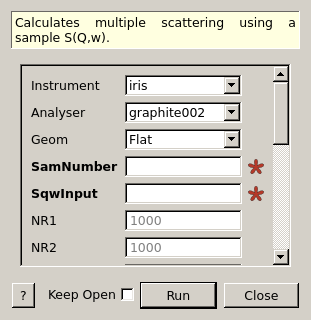 Calculates multiple scattering using a
sample S(Q,w).
Instrument iris
Analyser graphite002
Geom Flat
SamNumber
SqwInput
NR1 1000
NR2 1000
? Keep Open Run Close